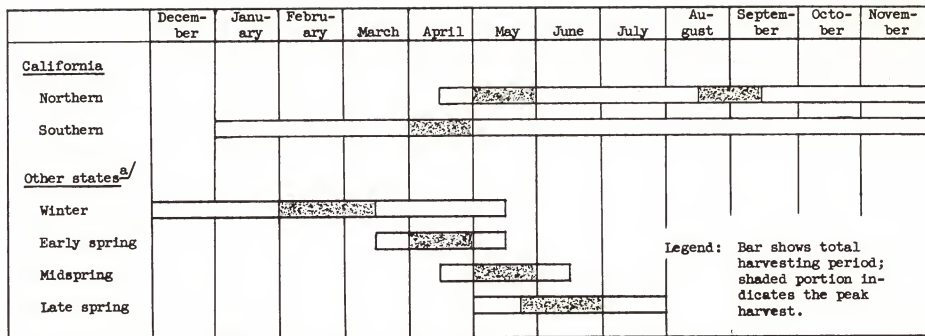 Decem-
ber
Janu-
ary
Febru-
ary
March
April
May
June
July
Au-
gust
Septem-
ber
Octo-
ber
Novem-
ber
California
Northern
Southern
Other states a/
Winter
Early spring
Midspring
Late spring
Legend: Bar shows total
harvesting period;
shaded portion in-
dicates the peak
harvest.